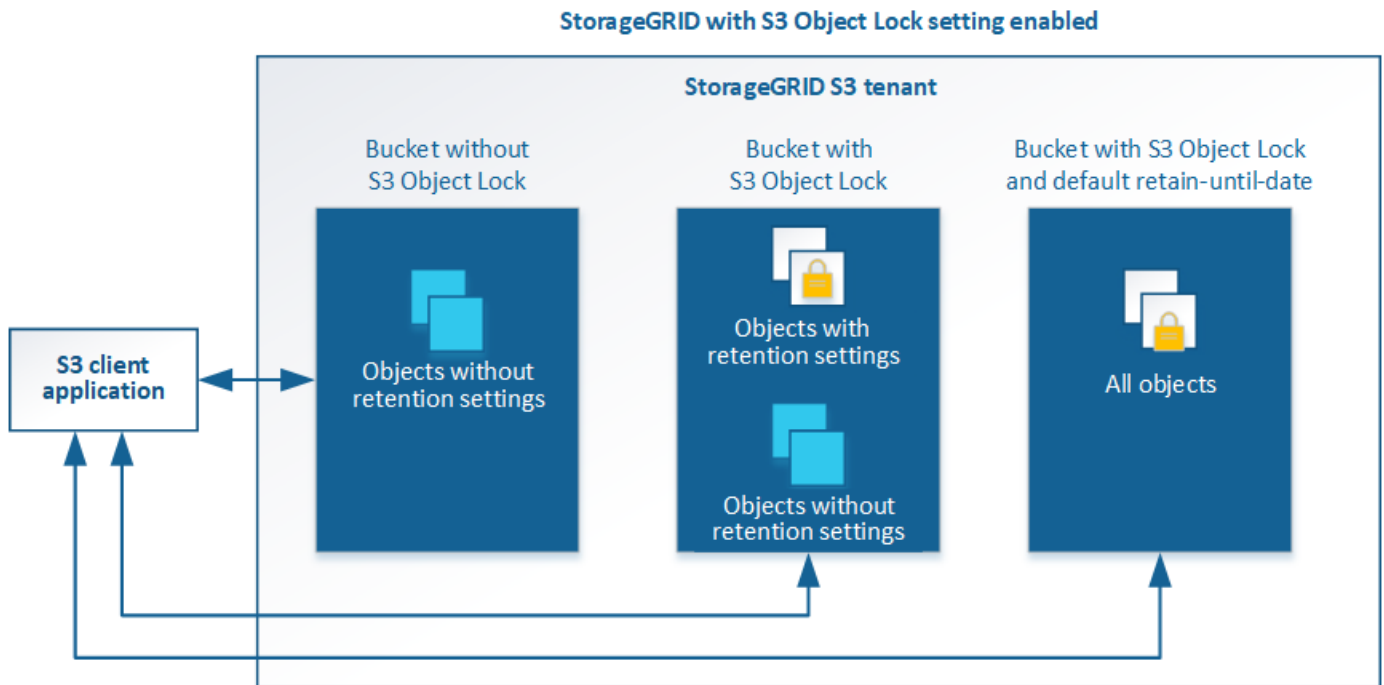 StorageGRID with S3 Object Lock setting enabled
StorageGRID S3 tenant
Bucket without
S3 Object Lock
Bucket with
S3 Object Lock
Bucket with S3 Object Lock
and default retain-until-date
S3 client
application
Objects without
retention settings
Objects with
retention settings
Objects without
retention settings
All objects